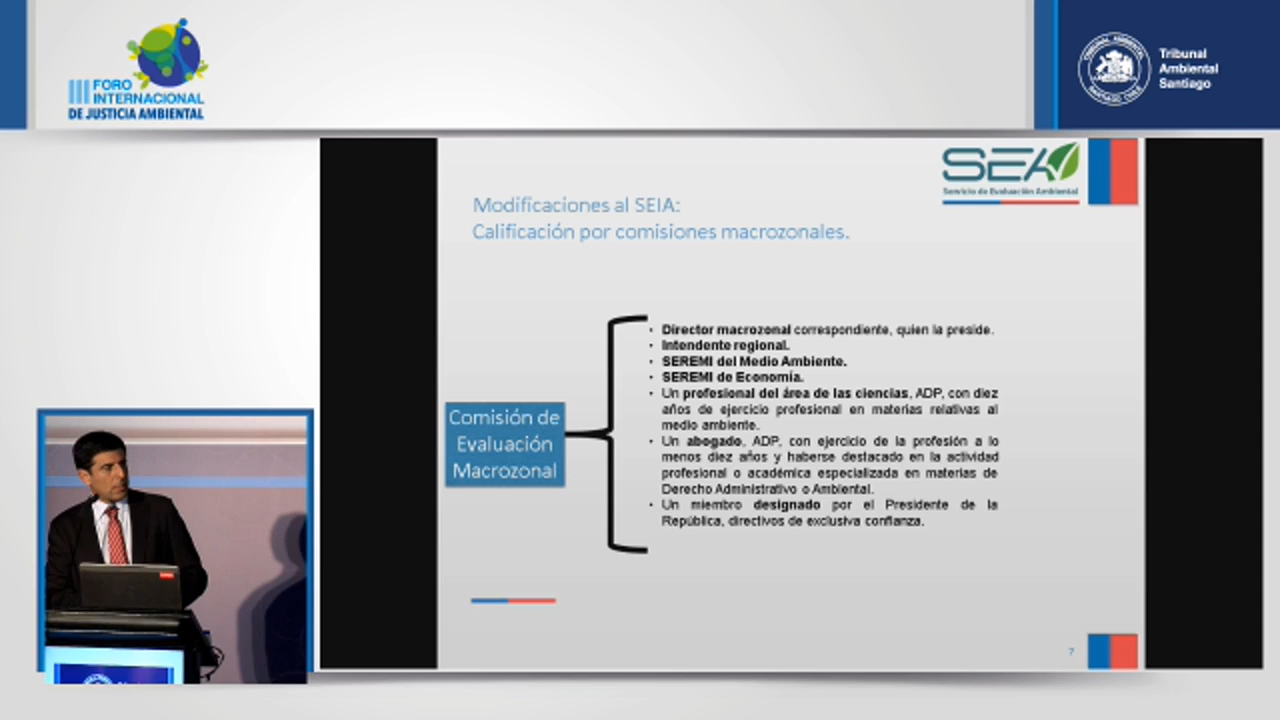 FORO
INTERNACIONAL
DE JUSTICIA AMBIENTAL
TRIBUNAL AMBIENTAL
SANTIAGO CHILE
Tribunal
Ambiental
Santiago
SEA
Servicio de Evaluación Ambiental
Modificaciones al SEIA:
Calificación por comisiones macrozonales.
Comisión de
Evaluación
Macrozonal
• Director macrozonal correspondiente, quien la preside.
• Intendente regional.
• SEREMI del Medio Ambiente.
• SEREMI de Economía.
• Un profesional del área de las ciencias, ADP, con diez
años de ejercicio profesional en materias relativas al
medio ambiente.
• Un abogado, ADP, con ejercicio de la profesión a lo
menos diez años y haberse destacado en la actividad
profesional o académica especializada en materias de
Derecho Administrativo o Ambiental.
• Un miembro designado por el Presidente de la
República, directivos de exclusiva confianza.
7